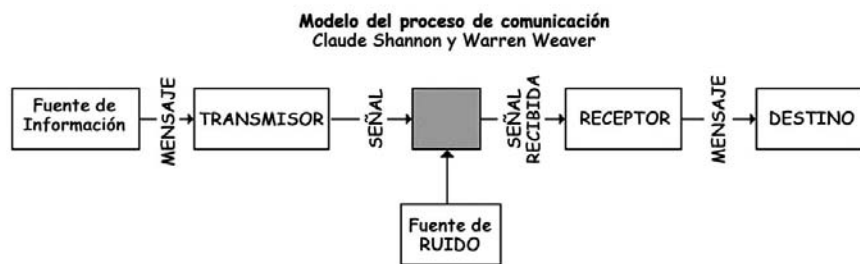 Modelo del proceso de comunicación
Claude Shannon y Warren Weaver
Fuente de
Información
MENSAJE
TRANSMISOR
SEÑAL
SEÑAL
RECIBIDA
RECEPTOR
MENSAJE
DESTINO
Fuente de
RUIDO